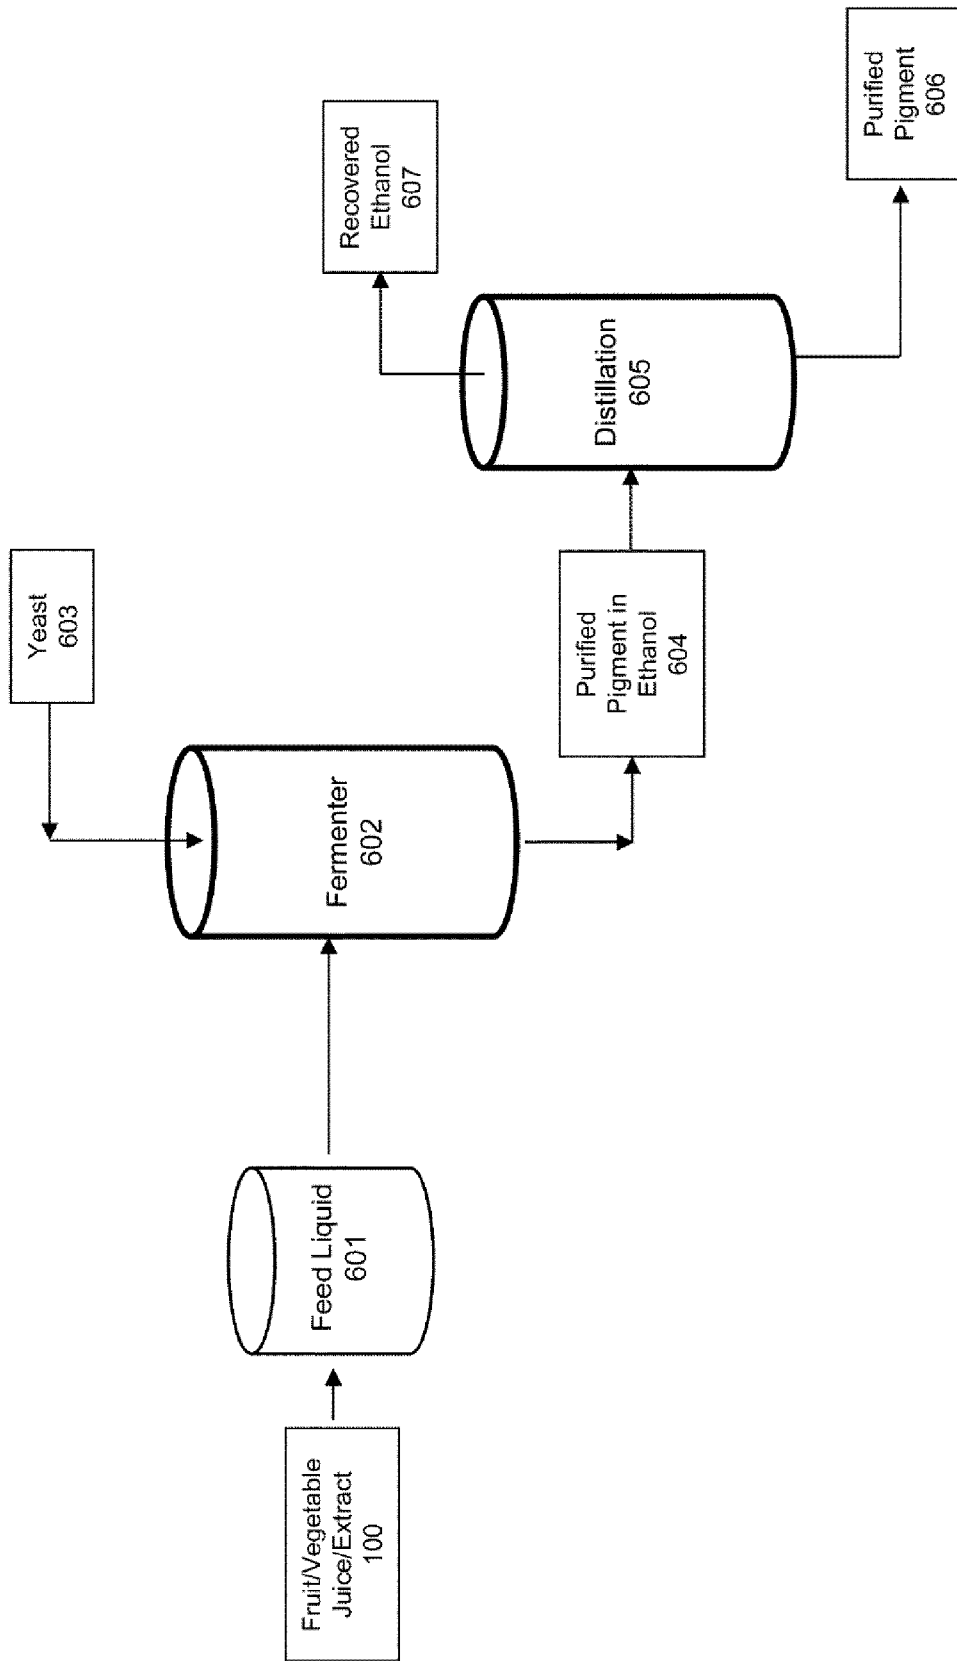 Fruit/Vegetable
Juice/Extract
100
Feed Liquid
601
Fermenter
602
Yeast
603
Purified
Pigment in
Ethanol
604
Distillation
605
Recovered
Ethanol
607
Purified
Pigment
606